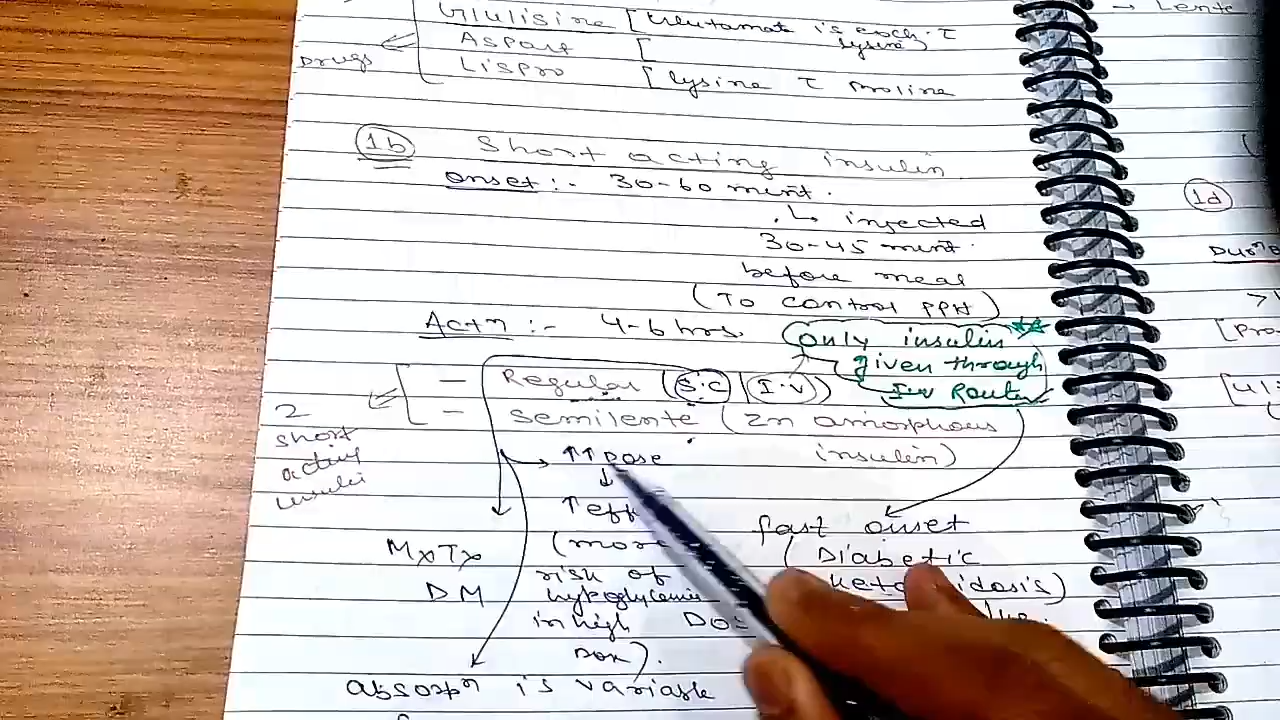 Glulisine [Glutamate is exch. c̄
lysine
Drugs
Aspart [
Lispro [lysine c̄ Proline
1b Short acting insulin
onset :- 30-60 mint.
↳ injected
30-45 mint
before meal
(To control PPH)
Actn :- 4-6 hrs.
Only insulin
given through
I.v Route
- Regular (S.C / I.V)
- semilente (Zn amorphous
insulin)
2
short
acting
insulin
↑↑ Dose
↓
↑ eff
fast onset
(Diabetic
MxTx
DM
(more
risk of
hypoglycemia
in high
absorpn is variable
→ Lente
1d